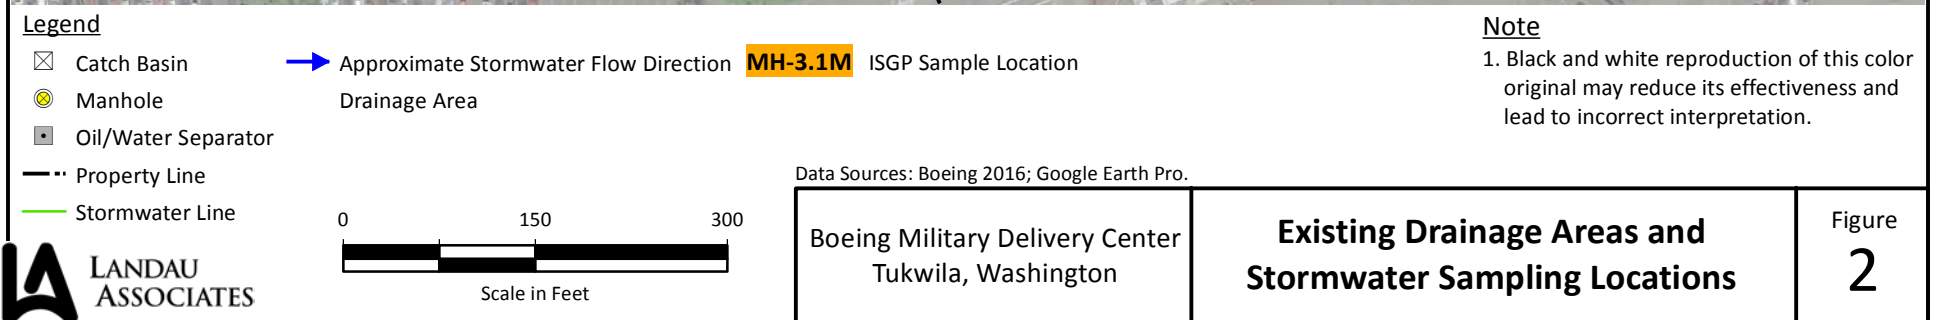 Legend
Catch Basin
Manhole
Oil/Water Separator
Property Line
Stormwater Line
Approximate Stormwater Flow Direction
Drainage Area
MH-3.1M ISGP Sample Location
Note
1. Black and white reproduction of this color
original may reduce its effectiveness and
lead to incorrect interpretation.
Data Sources: Boeing 2016; Google Earth Pro.
0 150 300
Scale in Feet
LANDAU
ASSOCIATES
Boeing Military Delivery Center
Tukwila, Washington
Existing Drainage Areas and
Stormwater Sampling Locations
Figure
2